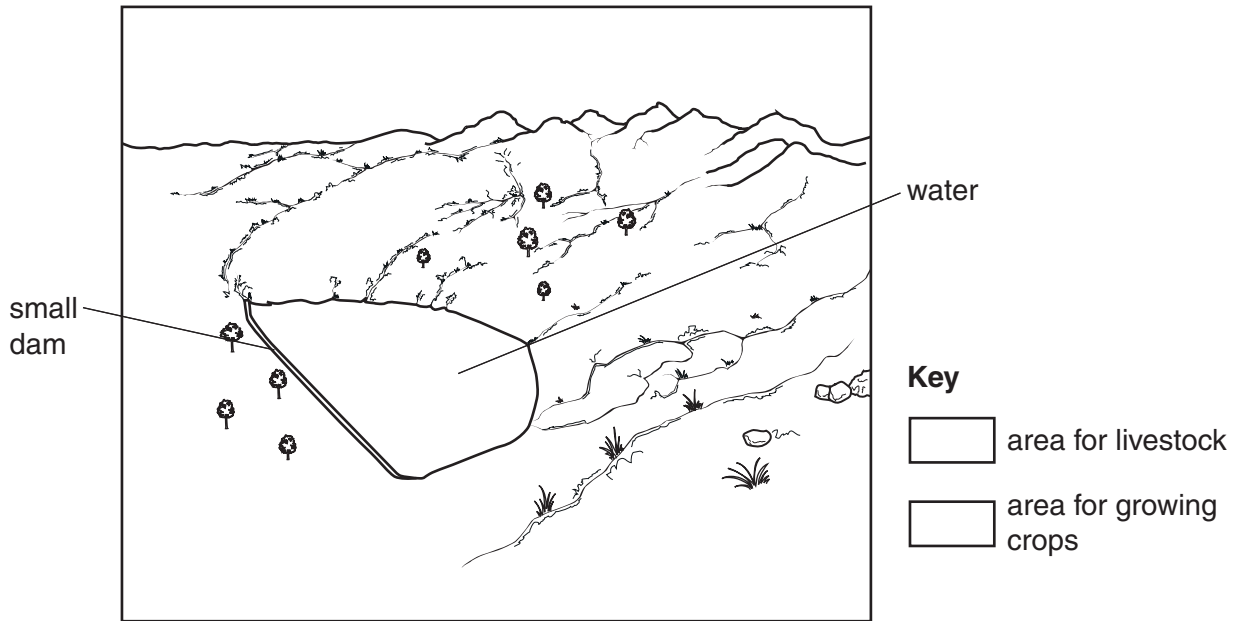 water
small
dam
Key
area for livestock
area for growing
crops